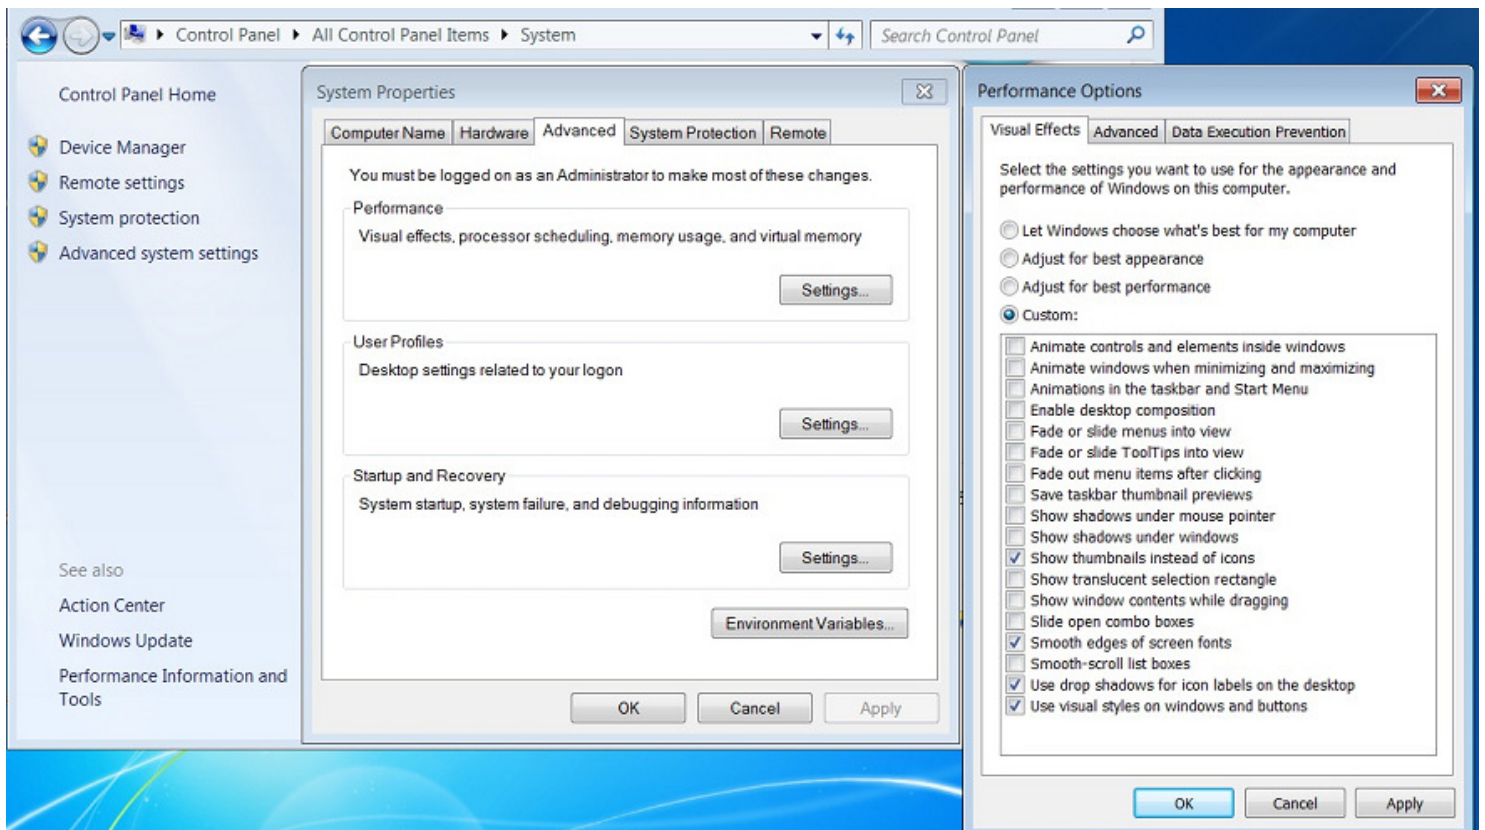 Control Panel
All Control Panel Items
System
Search Control Panel
Control Panel Home
Device Manager
Remote settings
System protection
Advanced system settings
See also
Action Center
Windows Update
Performance Information and
Tools
System Properties
Computer Name
Hardware
Advanced
System Protection
Remote
You must be logged on as an Administrator to make most of these changes.
Performance
Visual effects, processor scheduling, memory usage, and virtual memory
Settings...
User Profiles
Desktop settings related to your logon
Settings...
Startup and Recovery
System startup, system failure, and debugging information
Settings...
Environment Variables...
OK
Cancel
Apply
Performance Options
Visual Effects
Advanced
Data Execution Prevention
Select the settings you want to use for the appearance and
performance of Windows on this computer.
Let Windows choose what's best for my computer
Adjust for best appearance
Adjust for best performance
Custom:
Animate controls and elements inside windows
Animate windows when minimizing and maximizing
Animations in the taskbar and Start Menu
Enable desktop composition
Fade or slide menus into view
Fade or slide ToolTips into view
Fade out menu items after clicking
Save taskbar thumbnail previews
Show shadows under mouse pointer
Show shadows under windows
Show thumbnails instead of icons
Show translucent selection rectangle
Show window contents while dragging
Slide open combo boxes
Smooth edges of screen fonts
Smooth-scroll list boxes
Use drop shadows for icon labels on the desktop
Use visual styles on windows and buttons
OK
Cancel
Apply